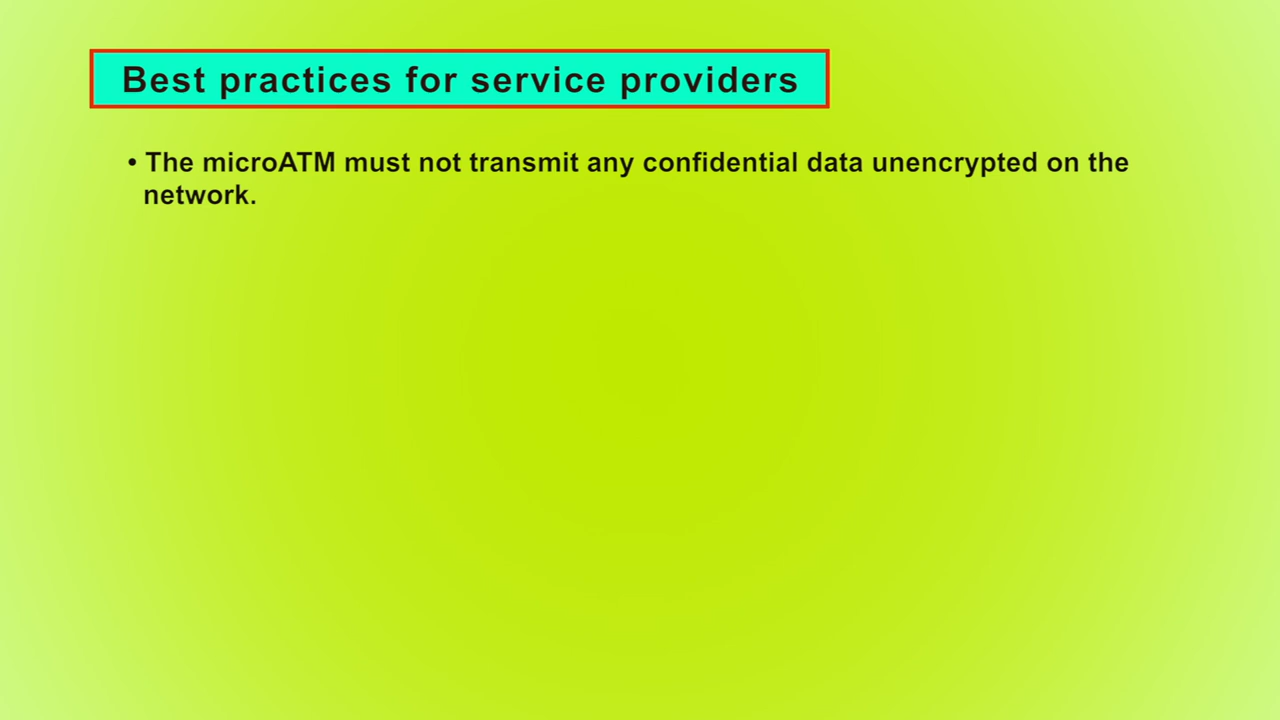 Best practices for service providers
• The microATM must not transmit any confidential data unencrypted on the
network.